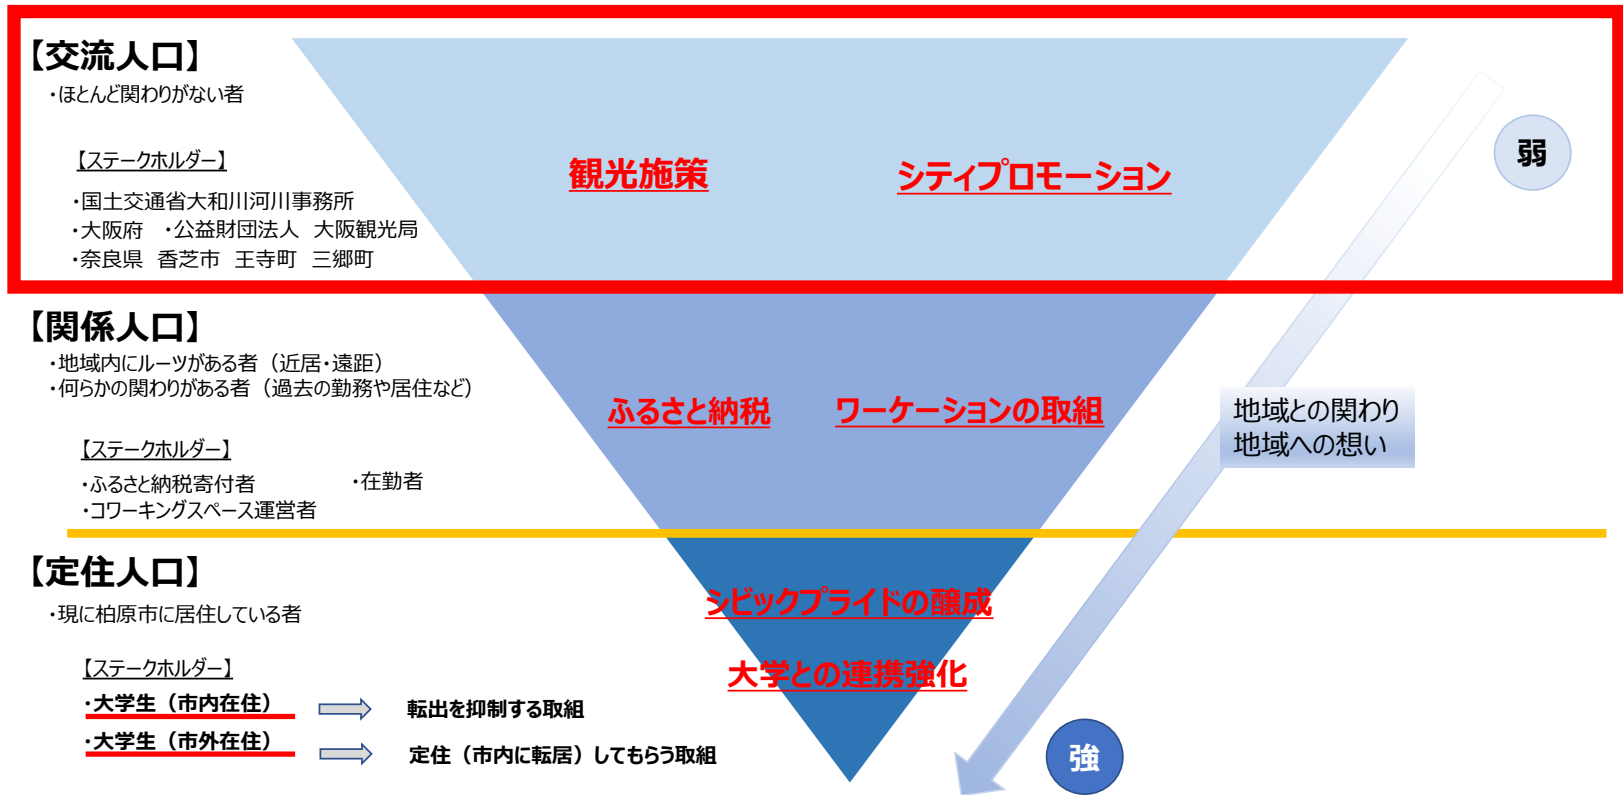 【交流人口】
・ほとんど関わりがない者
【ステークホルダー】
・国土交通省大和川河川事務所
・大阪府　・公益財団法人　大阪観光局
・奈良県　香芝市　王寺町　三郷町
観光施策
シティプロモーション
弱
【関係人口】
・地域内にルーツがある者（近居・遠距）
・何らかの関わりがある者（過去の勤務や居住など）
【ステークホルダー】
・ふるさと納税寄付者　・在勤者
・コワーキングスペース運営者
ふるさと納税
ワーケーションの取組
地域との関わり
地域への想い
【定住人口】
・現に柏原市に居住している者
【ステークホルダー】
・大学生（市内在住）
転出を抑制する取組
・大学生（市外在住）
定住（市内に転居）してもらう取組
シビックプライドの醸成
大学との連携強化
強